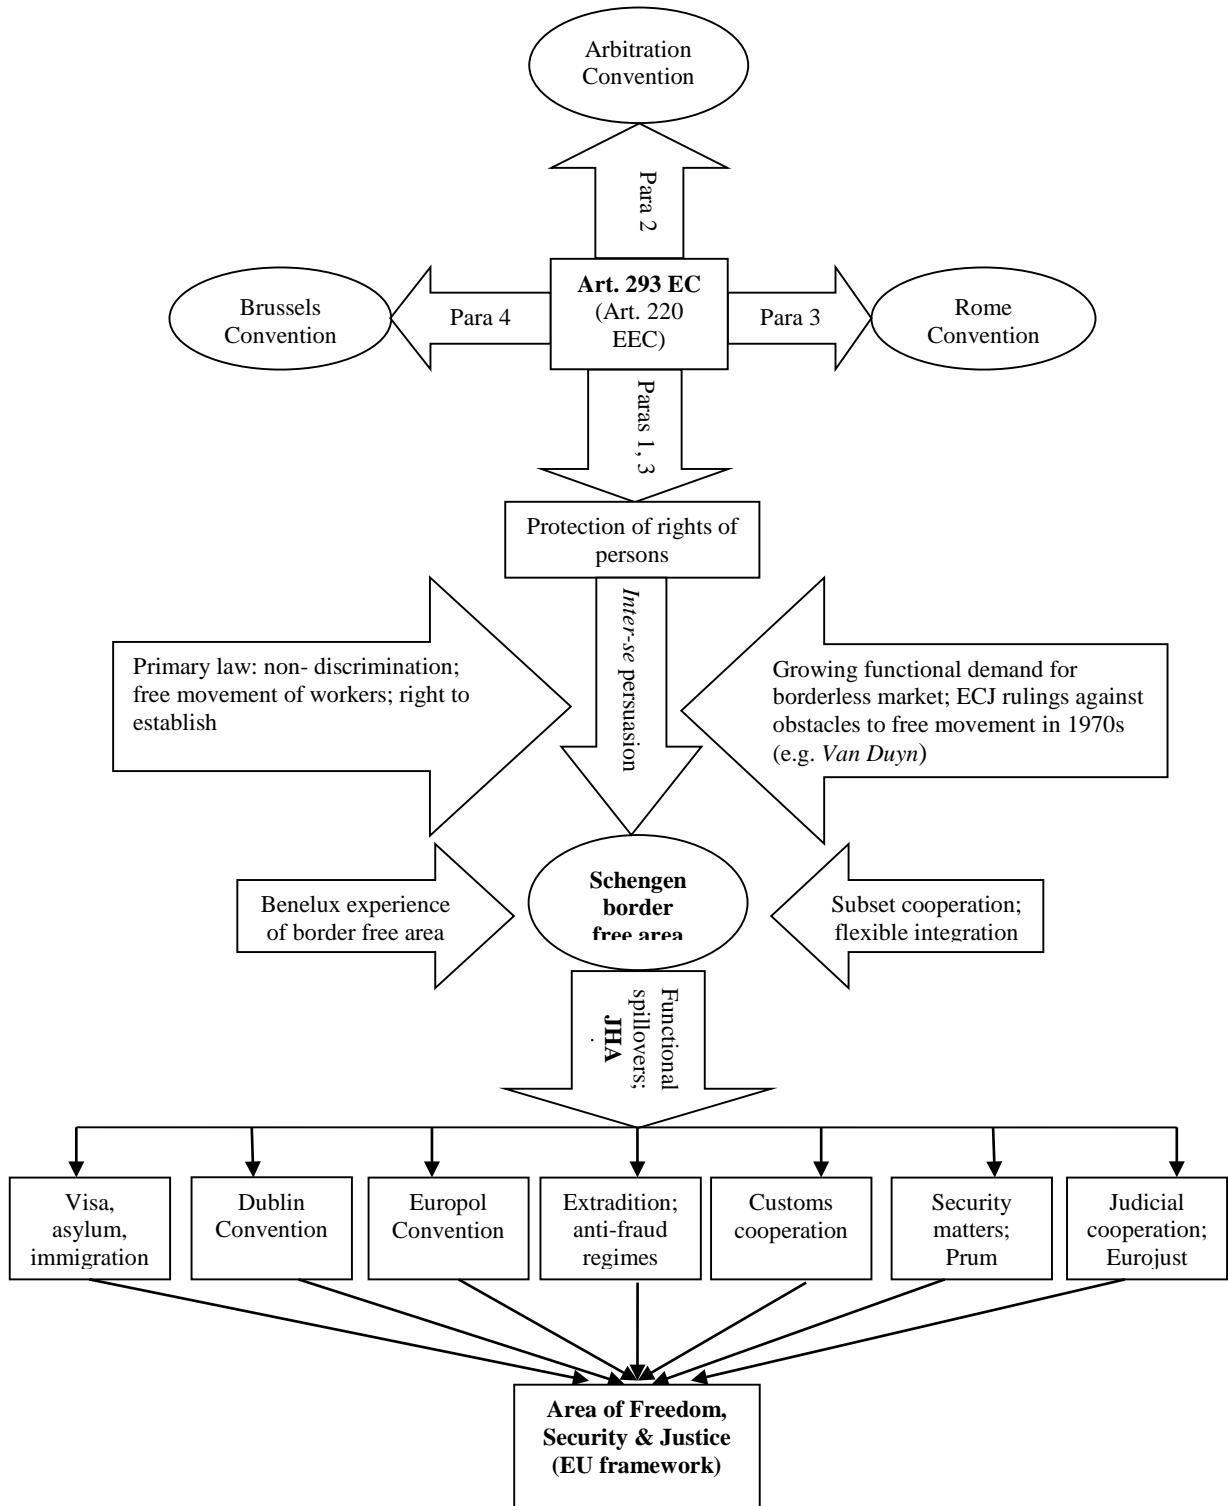 Arbitration
Convention
Para 2
Art. 293 EC
(Art. 220
EEC)
Brussels
Convention
Para 4
Para 3
Rome
Convention
Paras 1, 3
Protection of rights of
persons
Inter-se persuasion
Primary law: non- discrimination;
free movement of workers; right to
establish
Growing functional demand for
borderless market; ECJ rulings against
obstacles to free movement in 1970s
(e.g. Van Duyn)
Benelux experience
of border free area
Schengen
border
free area
Subset cooperation;
flexible integration
Functional
spillovers;
JHA
.
Visa,
asylum,
immigration
Dublin
Convention
Europol
Convention
Extradition;
anti-fraud
regimes
Customs
cooperation
Security
matters;
Prum
Judicial
cooperation;
Eurojust
Area of Freedom,
Security & Justice
(EU framework)